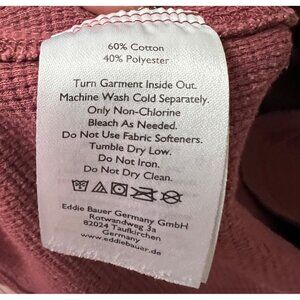 60% Cotton
40% Polyester
Turn Garment Inside Out.
Machine Wash Cold Separately.
Only Non-Chlorine
Bleach As Needed.
Do Not Use Fabric Softeners.
Tumble Dry Low.
Do Not Iron.
Do Not Dry Clean.
Eddie Bauer Germany GmbH
Rotwandweg 3a
82024 Taufkirchen
Germany
www.eddiebauer.de